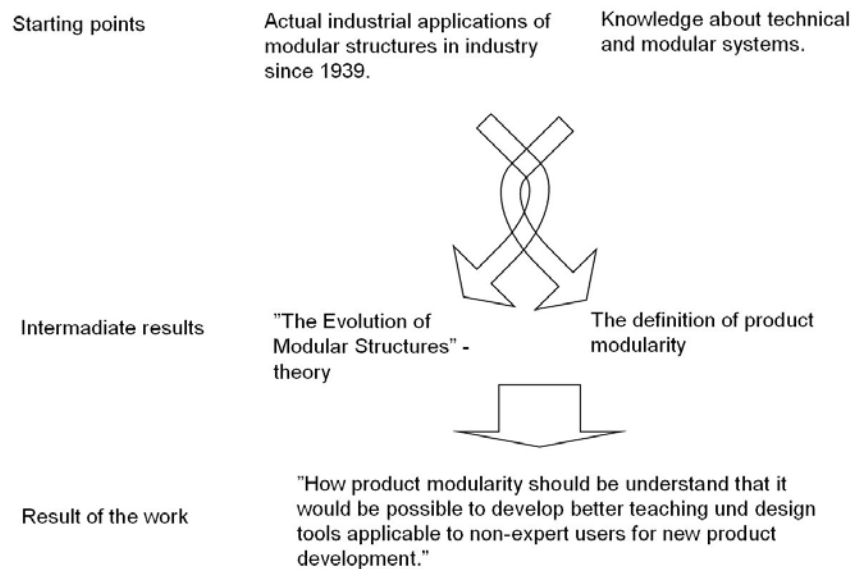 Starting points
Actual industrial applications of
modular structures in industry
since 1939.
Knowledge about technical
and modular systems.
Intermadiate results
”The Evolution of
Modular Structures” -
theory
The definition of product
modularity
Result of the work
”How product modularity should be understand that it
would be possible to develop better teaching und design
tools applicable to non-expert users for new product
development.”